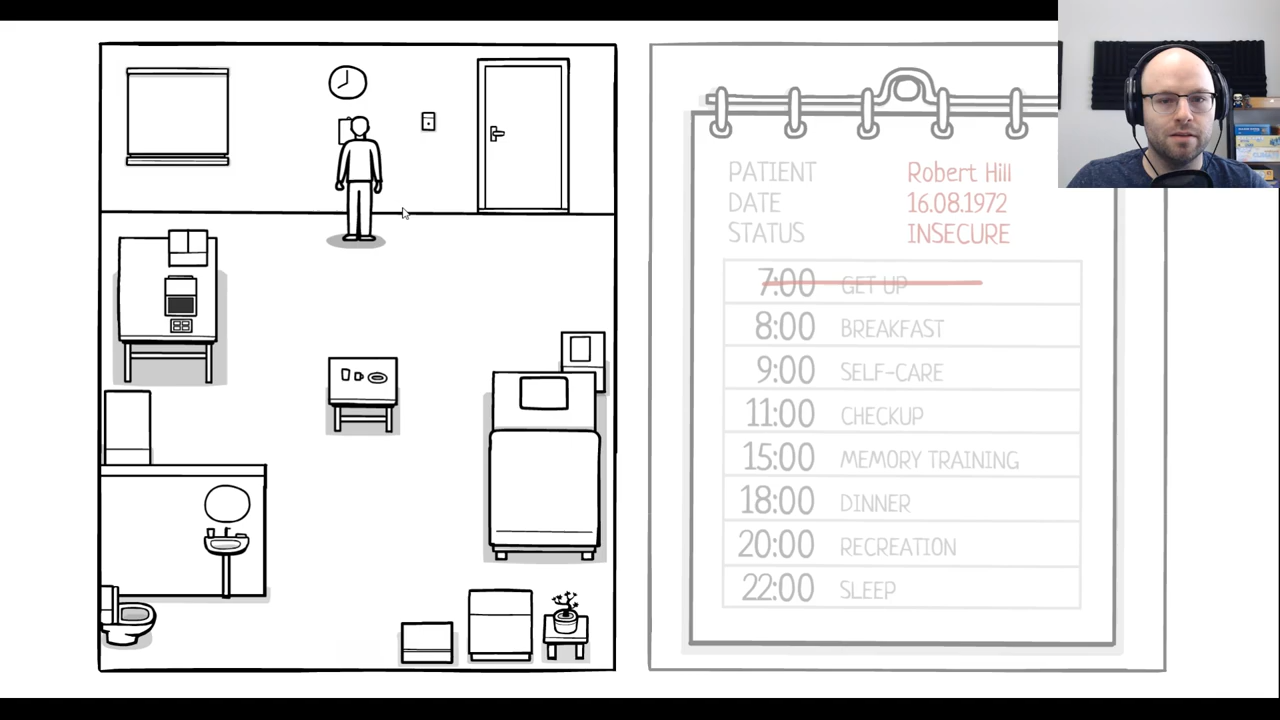 PATIENT Robert Hill
DATE 16.08.1972
STATUS INSECURE
7:00 GET UP
8:00 BREAKFAST
9:00 SELF-CARE
11:00 CHECKUP
15:00 MEMORY TRAINING
18:00 DINNER
20:00 RECREATION
22:00 SLEEP